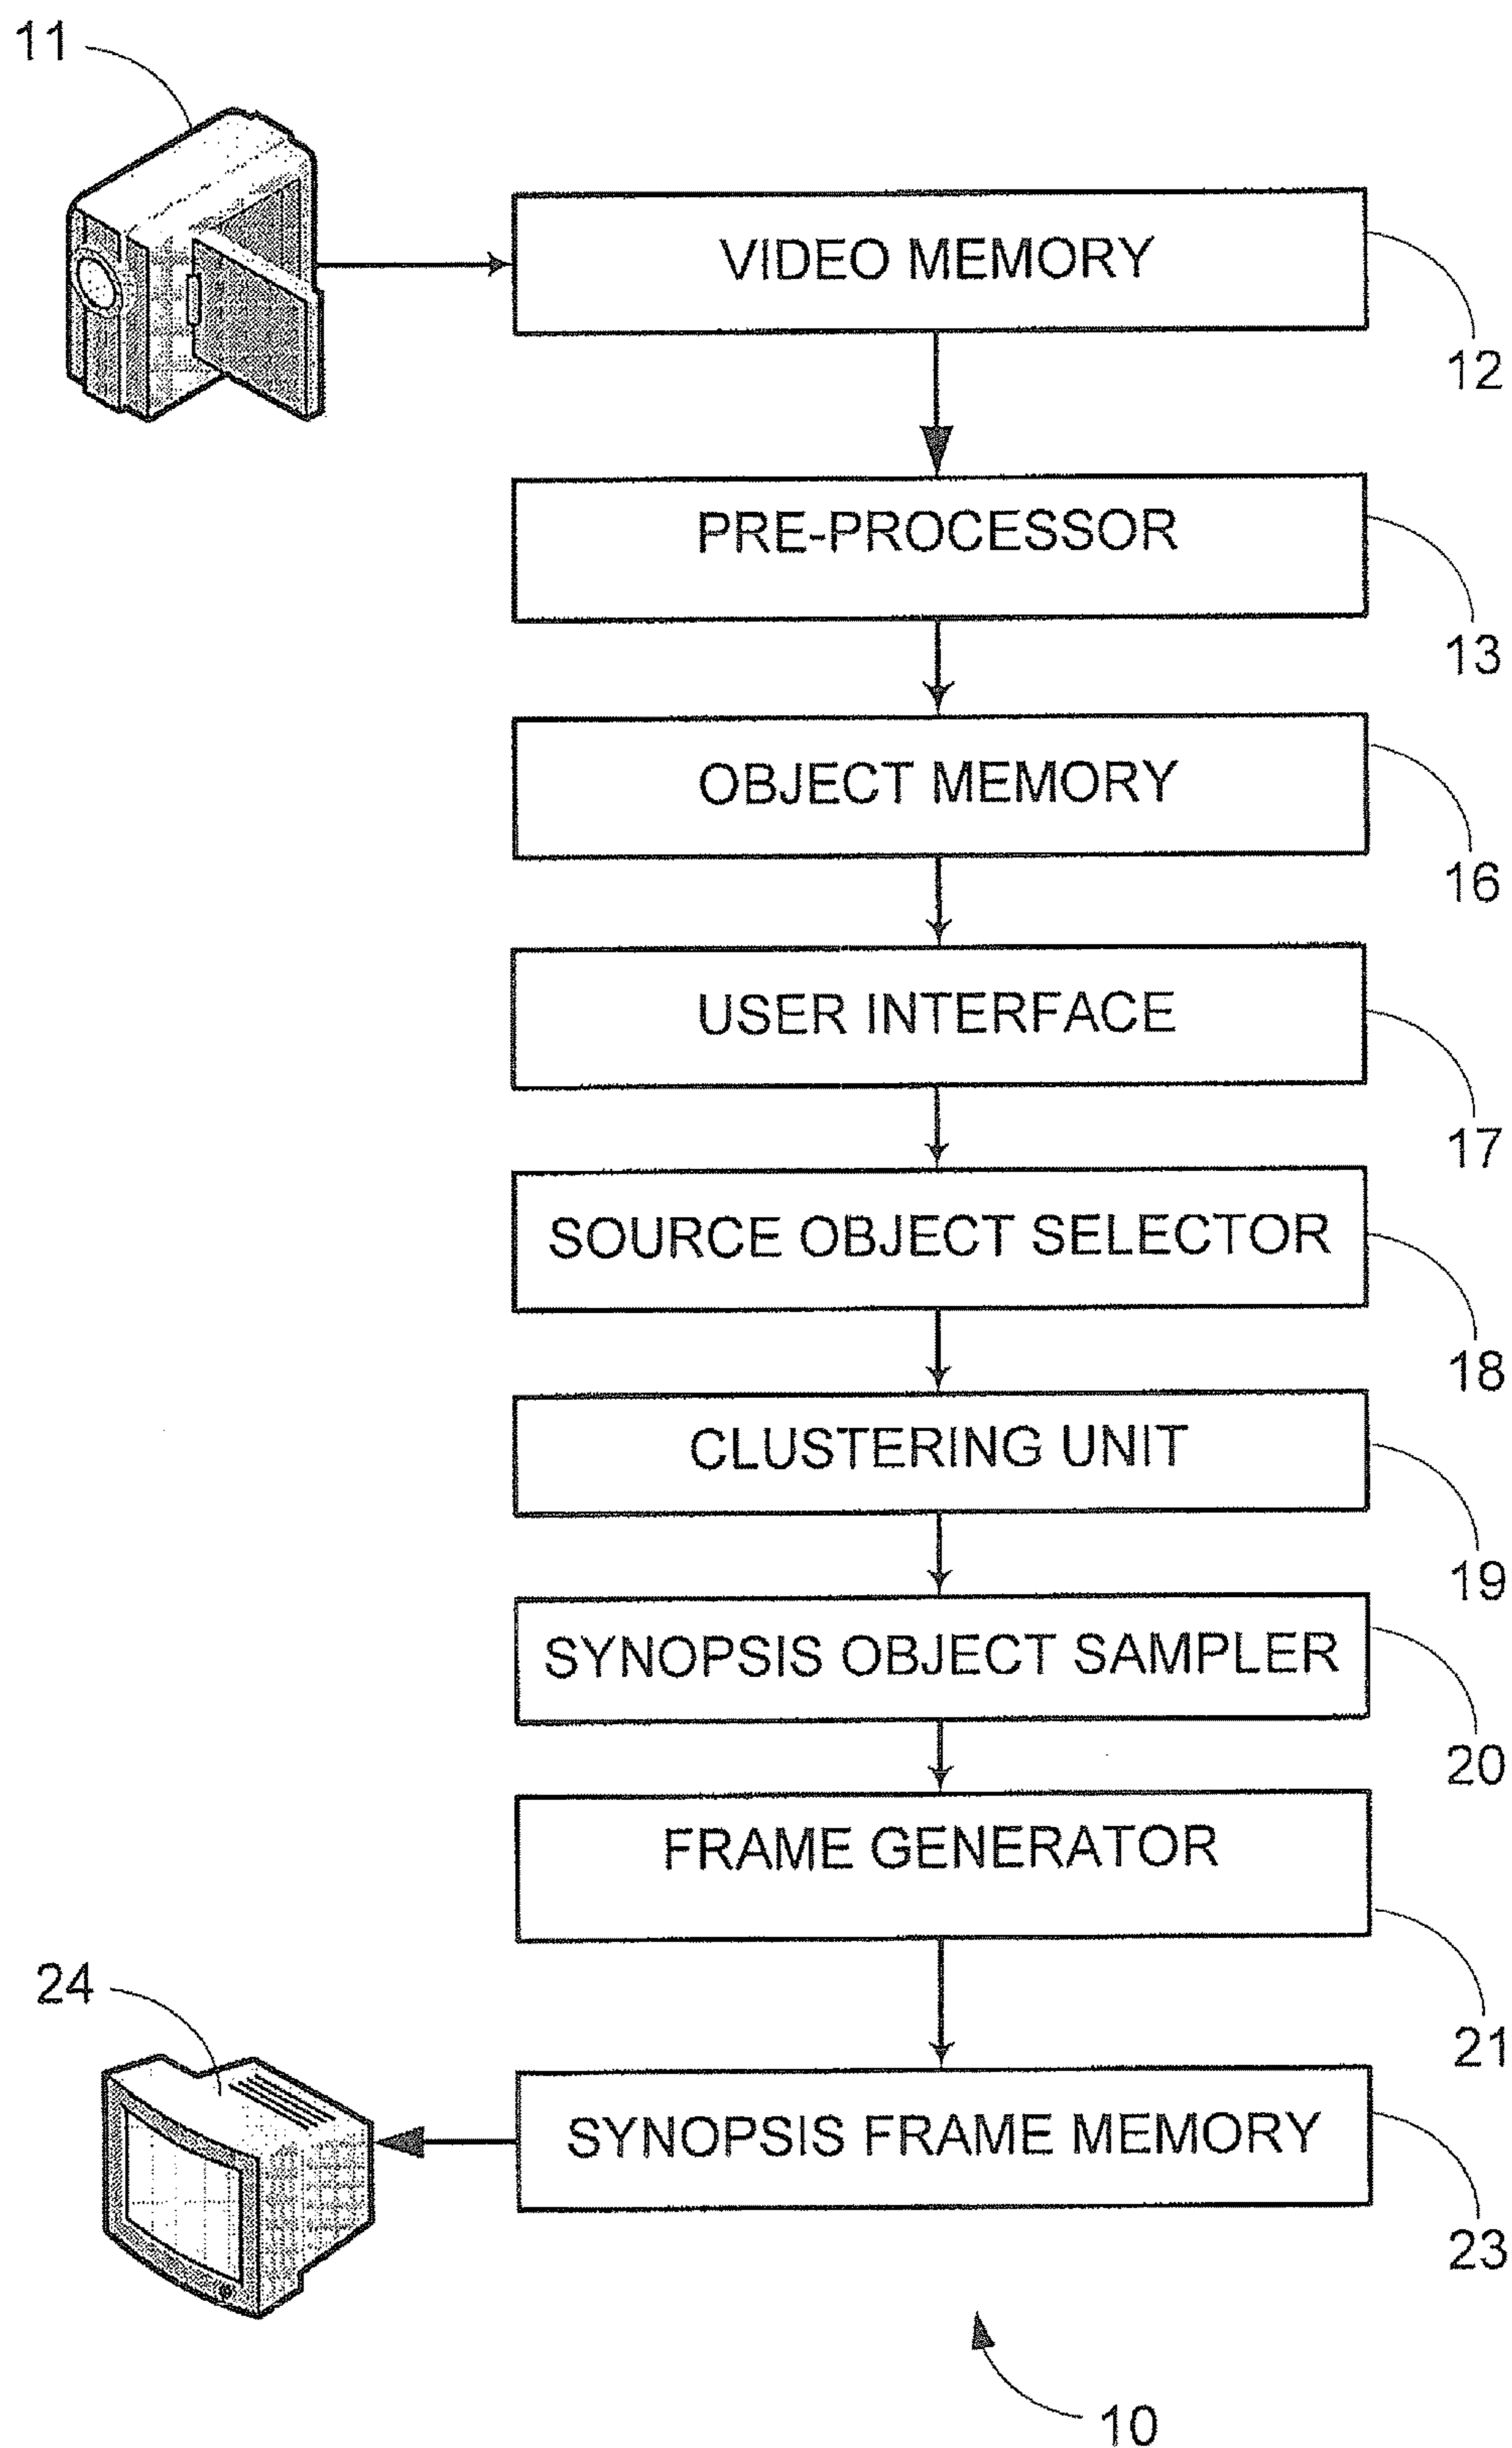 11
VIDEO MEMORY
12
PRE-PROCESSOR
13
OBJECT MEMORY
16
USER INTERFACE
17
SOURCE OBJECT SELECTOR
18
CLUSTERING UNIT
19
SYNOPSIS OBJECT SAMPLER
20
FRAME GENERATOR
21
24
SYNOPSIS FRAME MEMORY
23
10